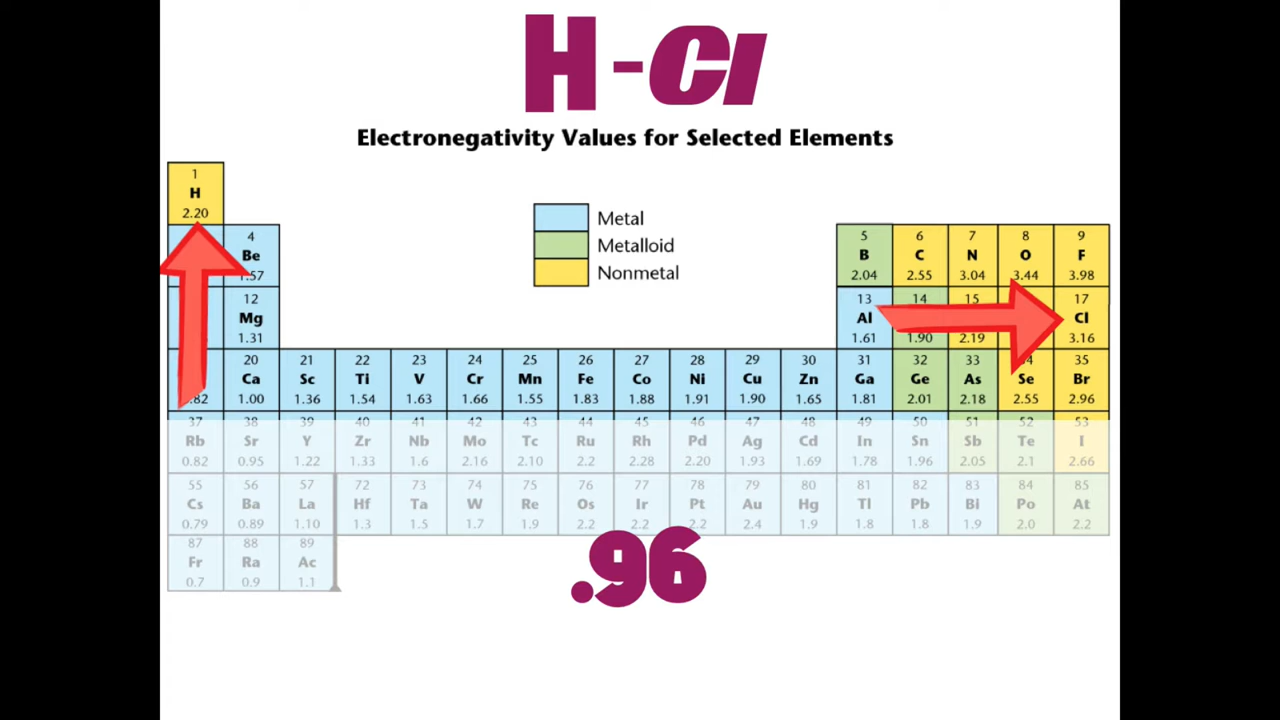 H-Cl
Electronegativity Values for Selected Elements
1
H
2.20
Metal
Metalloid
Nonmetal
4 5 6 7 8 9
Be B C N O F
1.57 2.04 2.55 3.04 3.44 3.98
12 13 14 15 17
Mg Al Cl
1.31 1.61 1.90 2.19 3.16
20 21 22 23 24 25 26 27 28 29 30 31 32 33 34 35
Ca Sc Ti V Cr Mn Fe Co Ni Cu Zn Ga Ge As Se Br
.82 1.00 1.36 1.54 1.63 1.66 1.55 1.83 1.88 1.91 1.90 1.65 1.81 2.01 2.18 2.55 2.96
37 38 39 40 41 42 43 44 45 46 47 48 49 50 51 52 53
Rb Sr Y Zr Nb Mo Tc Ru Rh Pd Ag Cd In Sn Sb Te I
0.82 0.95 1.22 1.33 1.6 2.16 2.10 2.2 2.28 2.20 1.93 1.69 1.78 1.96 2.05 2.1 2.66
55 56 57 72 73 74 75 76 77 78 79 80 81 82 83 84 85
Cs Ba La Hf Ta W Re Os Ir Pt Au Hg Tl Pb Bi Po At
0.79 0.89 1.10 1.3 1.5 1.7 1.9 2.2 2.2 2.2 2.4 1.9 1.8 1.8 1.9 2.0 2.2
87 88 89
Fr Ra Ac
0.7 0.9 1.1
.96